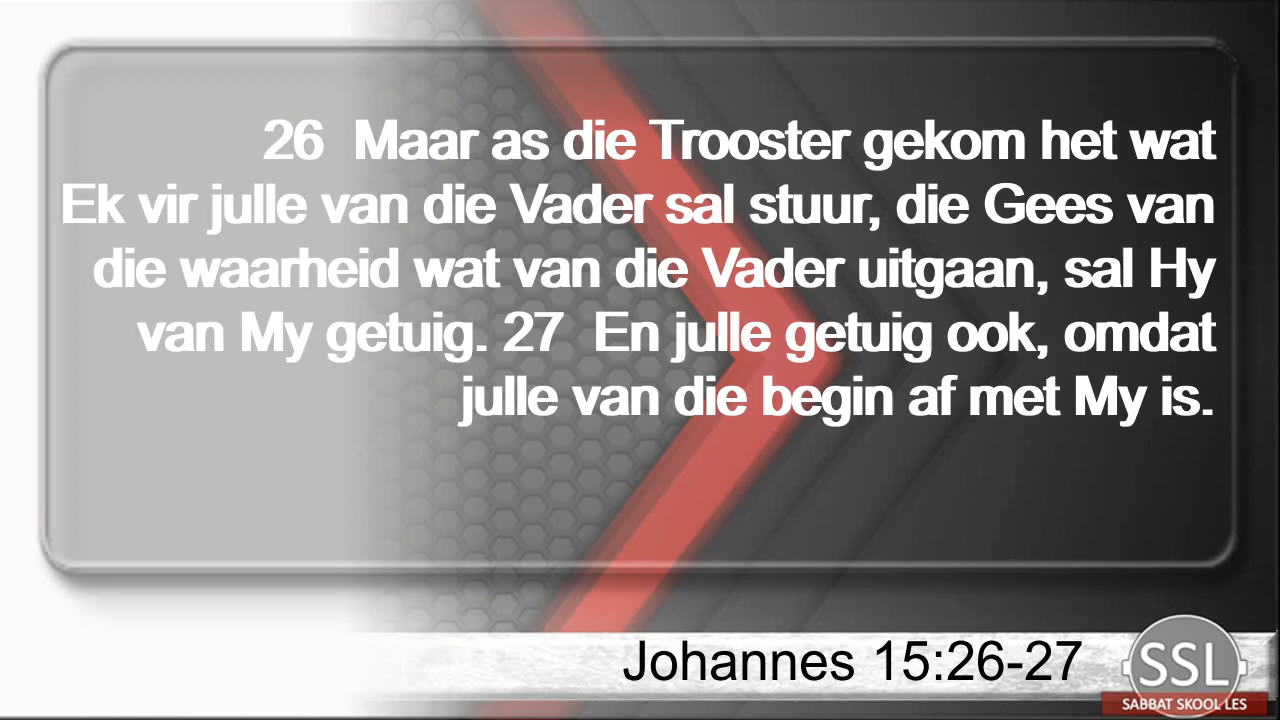 26  Maar as die Trooster gekom het wat
Ek vir julle van die Vader sal stuur, die Gees van
die waarheid wat van die Vader uitgaan, sal Hy
van My getuig. 27  En julle getuig ook, omdat
julle van die begin af met My is.
Johannes 15:26-27
SSL
SABBAT SKOOL LES